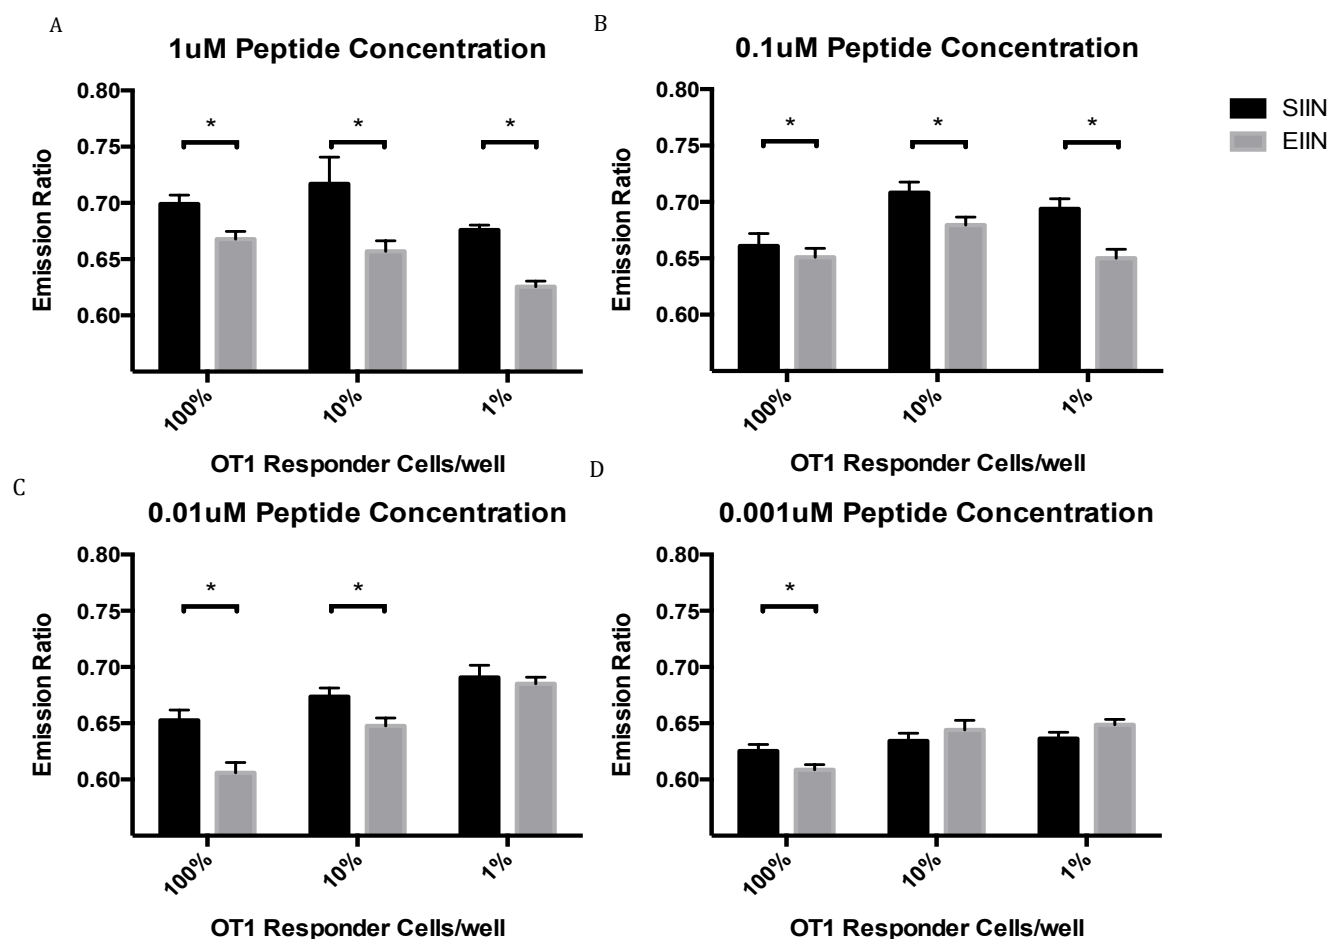 A
1uM Peptide Concentration
0.80
0.75
0.70
0.65
0.60
Emission Ratio
*
*
*
100%
10%
1%
OT1 Responder Cells/well
B
0.1uM Peptide Concentration
0.80
0.75
0.70
0.65
0.60
Emission Ratio
*
*
*
100%
10%
1%
OT1 Responder Cells/well
SIIN
EIIN
C
0.01uM Peptide Concentration
0.80
0.75
0.70
0.65
0.60
Emission Ratio
*
*
100%
10%
1%
OT1 Responder Cells/well
D
0.001uM Peptide Concentration
0.80
0.75
0.70
0.65
0.60
Emission Ratio
*
100%
10%
1%
OT1 Responder Cells/well